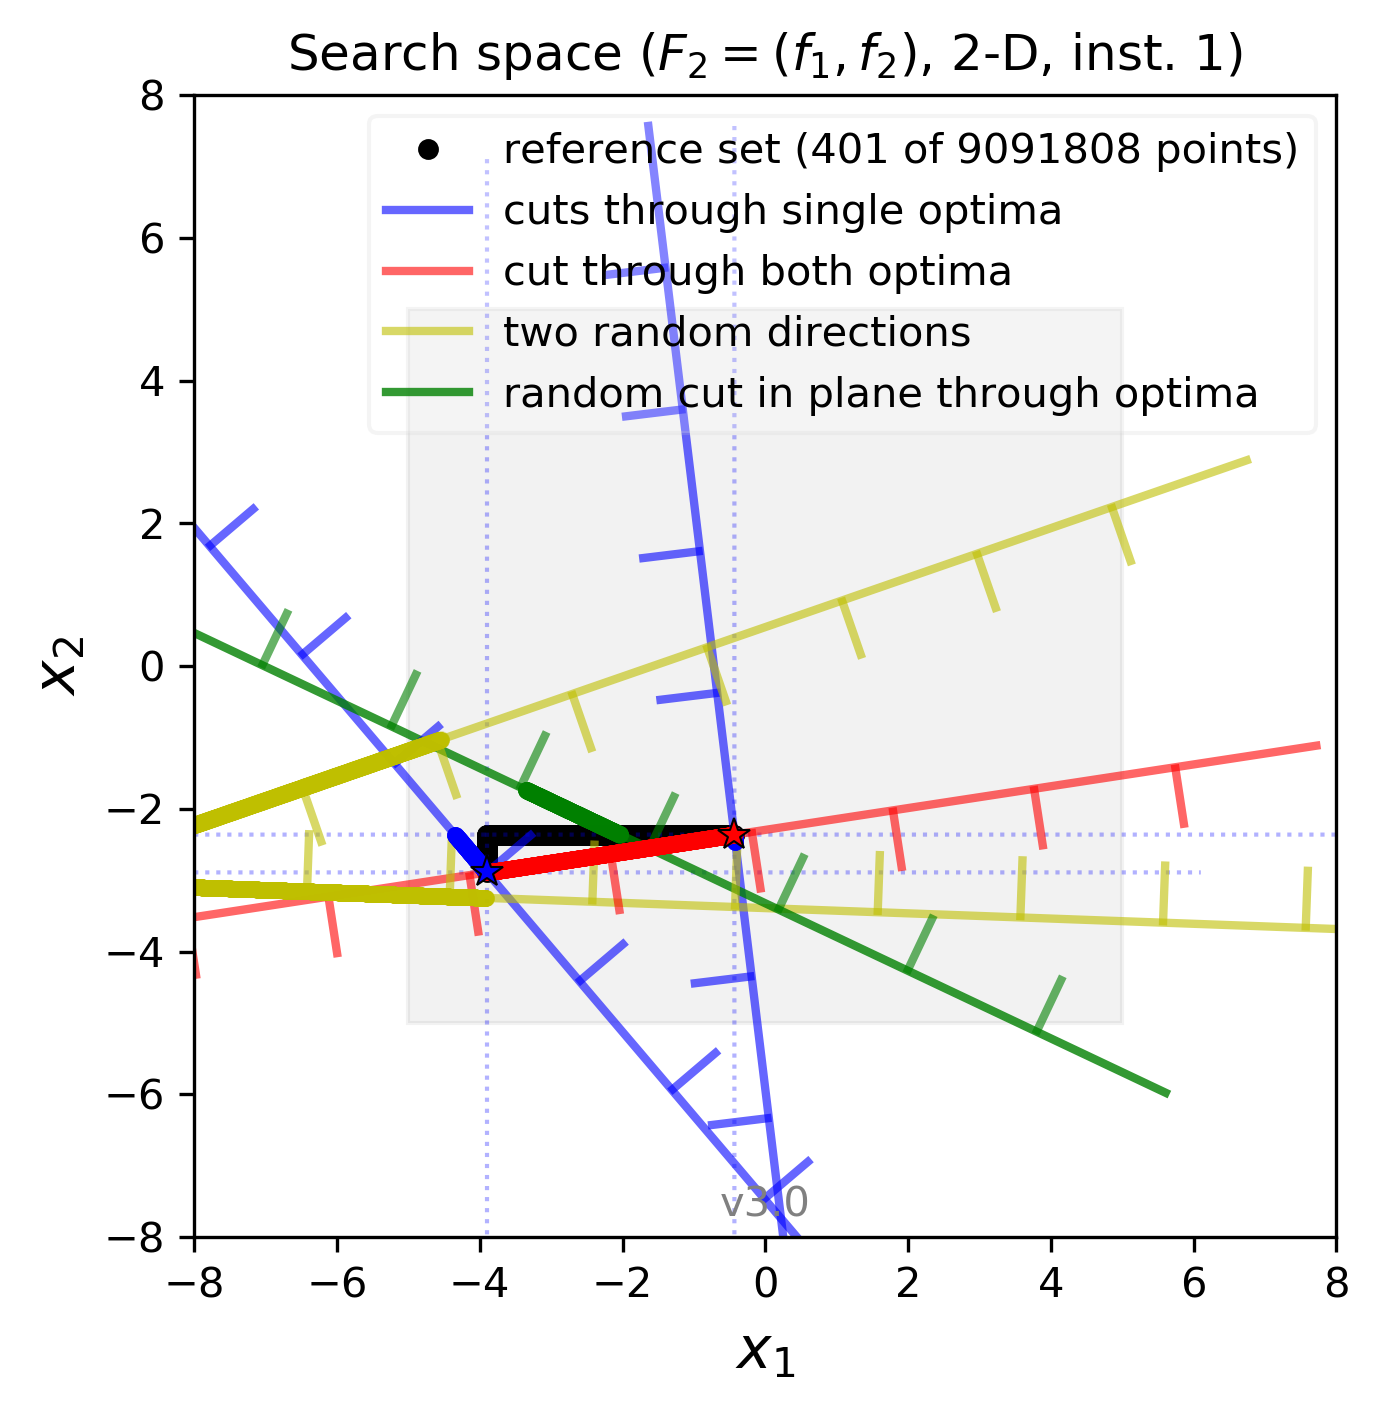 Search space (F₂ = (f₁, f₂), 2-D, inst. 1)
reference set (401 of 9091808 points)
cuts through single optima
cut through both optima
two random directions
random cut in plane through optima
8
6
4
2
0
−2
−4
−6
−8
x₂
v3.0
−8 −6 −4 −2 0 2 4 6 8
x₁